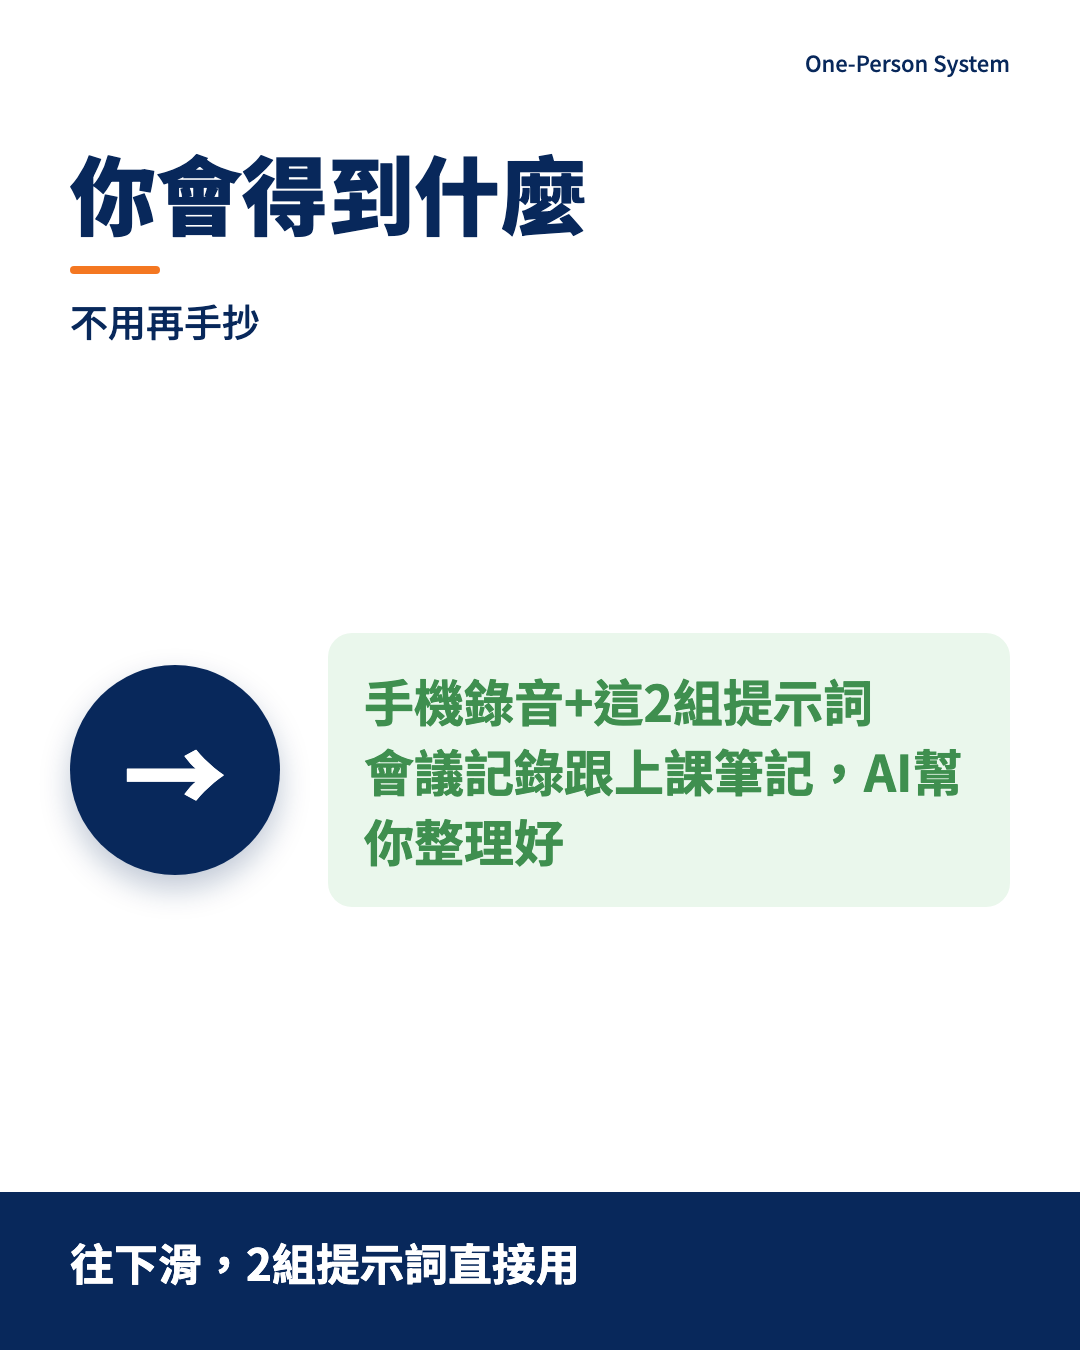 One-Person System
你會得到什麼
不用再手抄
→
手機錄音+這2組提示詞
會議記錄跟上課筆記，AI幫
你整理好
往下滑，2組提示詞直接用